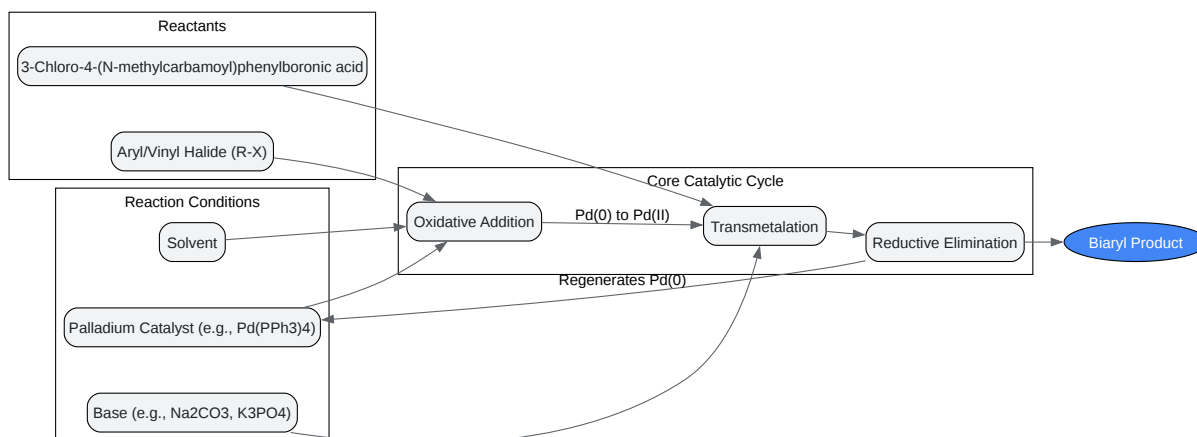 Reactants
3-Chloro-4-(N-methylcarbamoyl)phenylboronic acid
Aryl/Vinyl Halide (R-X)
Reaction Conditions
Solvent
Palladium Catalyst (e.g., Pd(PPh3)4)
Base (e.g., Na2CO3, K3PO4)
Core Catalytic Cycle
Oxidative Addition
Pd(0) to Pd(II)
Transmetalation
Reductive Elimination
Regenerates Pd(0)
Biaryl Product